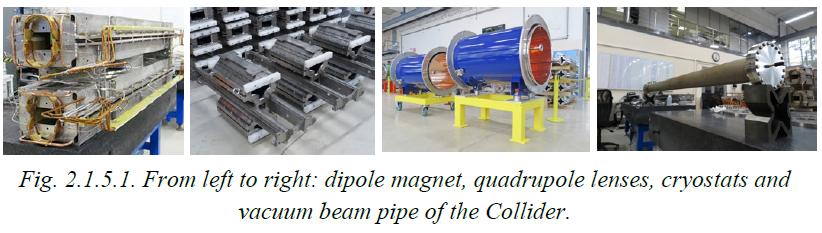 Fig. 2.1.5.1. From left to right: dipole magnet, quadrupole lenses, cryostats and
vacuum beam pipe of the Collider.